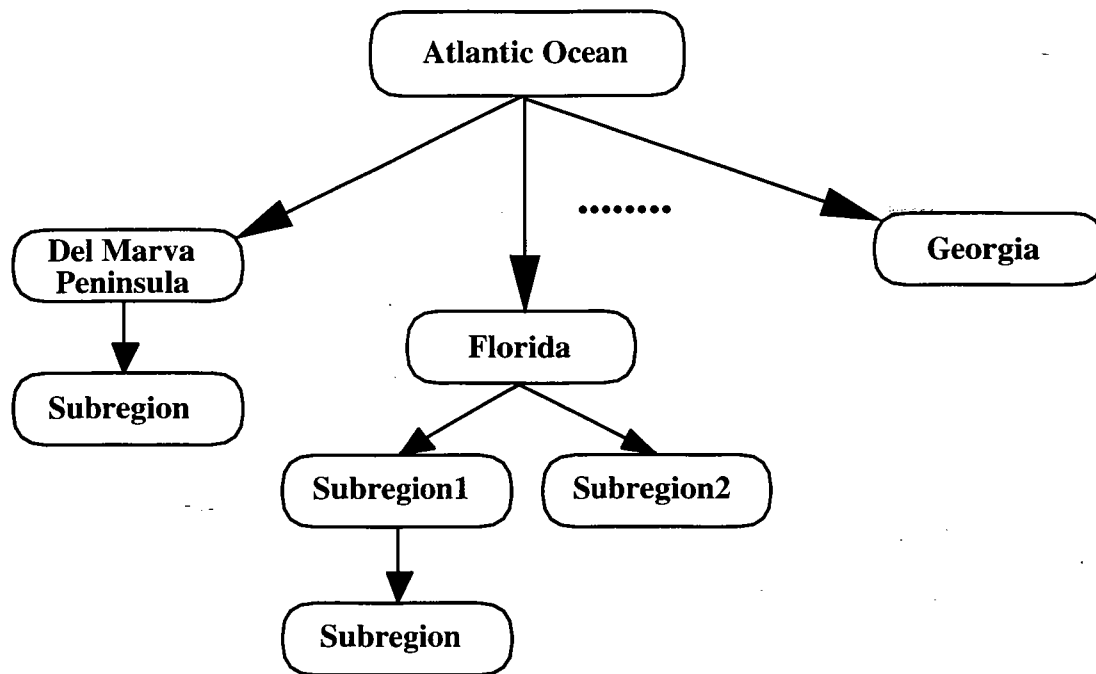 Atlantic Ocean
Del Marva
Peninsula
Georgia
Florida
Subregion
Subregion1
Subregion2
Subregion